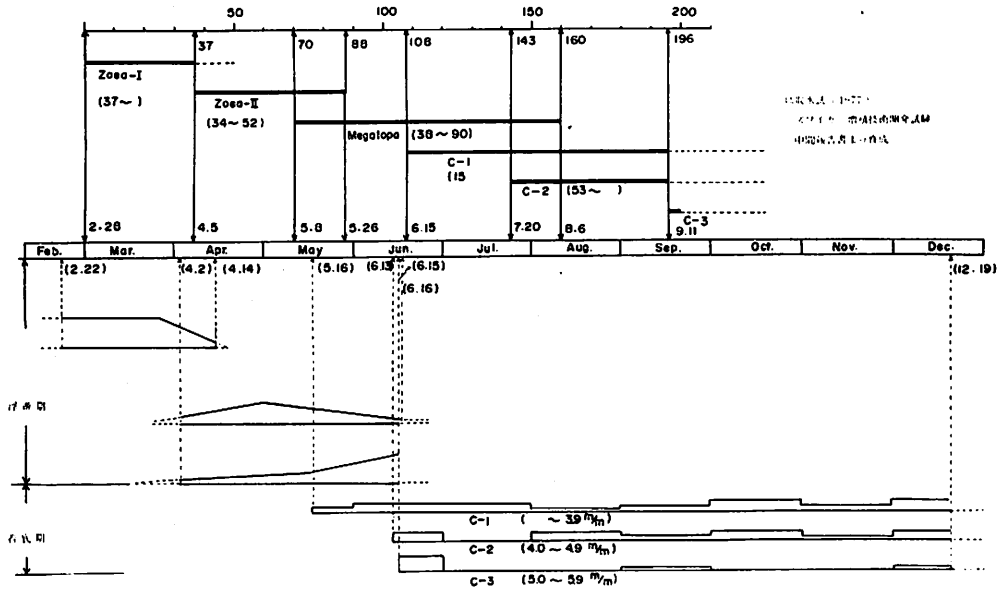 50 100 150 200
37 70 88 108 143 160 196
Zoea-I
(37~ )
Zoea-II
(34~52)
Megalopa (38~90)
C-1
(15
C-2 (53~ )
C-3
2.28 4.5 5.8 5.26 6.15 7.20 8.6 9.11
Feb. Mar. Apr. May Jun. Jul. Aug. Sep. Oct. Nov. Dec.
(2.22) (4.2) (4.14) (5.16) (6.13 (6.15) (12.19)
(6.16)
C-1 ( ~3.9 m/m)
C-2 (4.0~4.9 m/m)
C-3 (5.0~5.9 m/m)